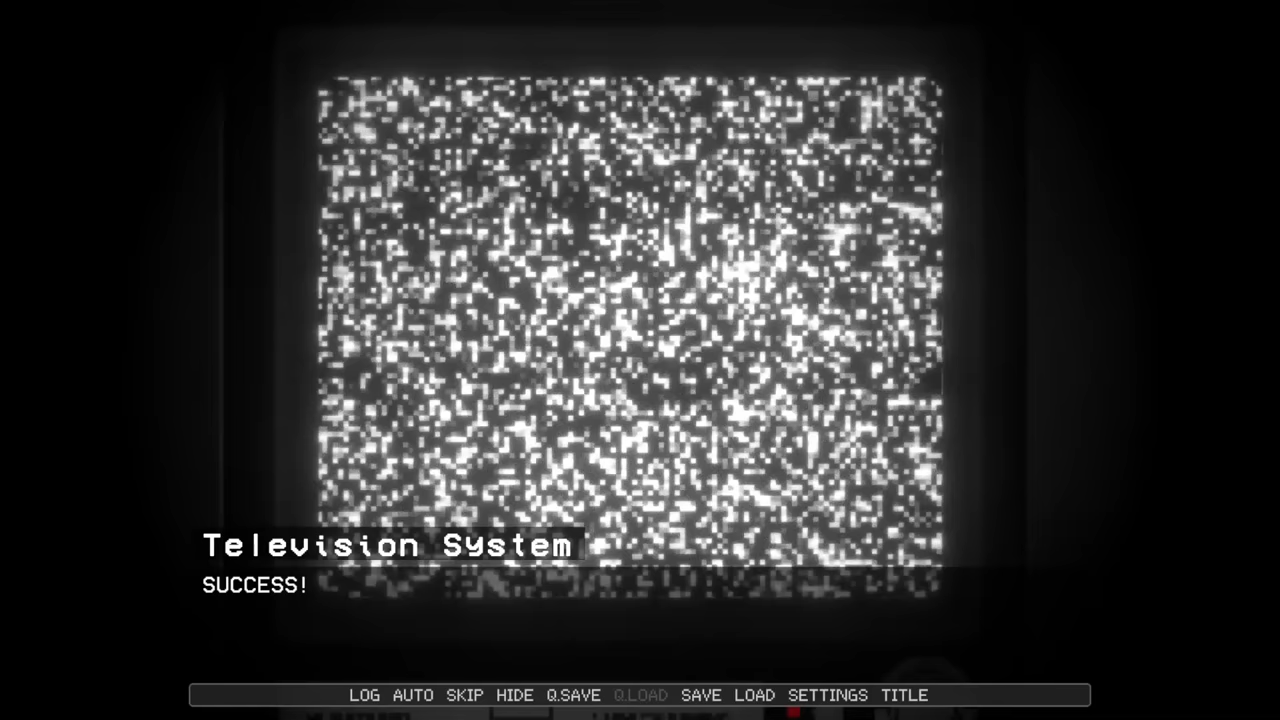 Television System
SUCCESS!
LOG AUTO SKIP HIDE Q.SAVE Q.LOAD SAVE LOAD SETTINGS TITLE